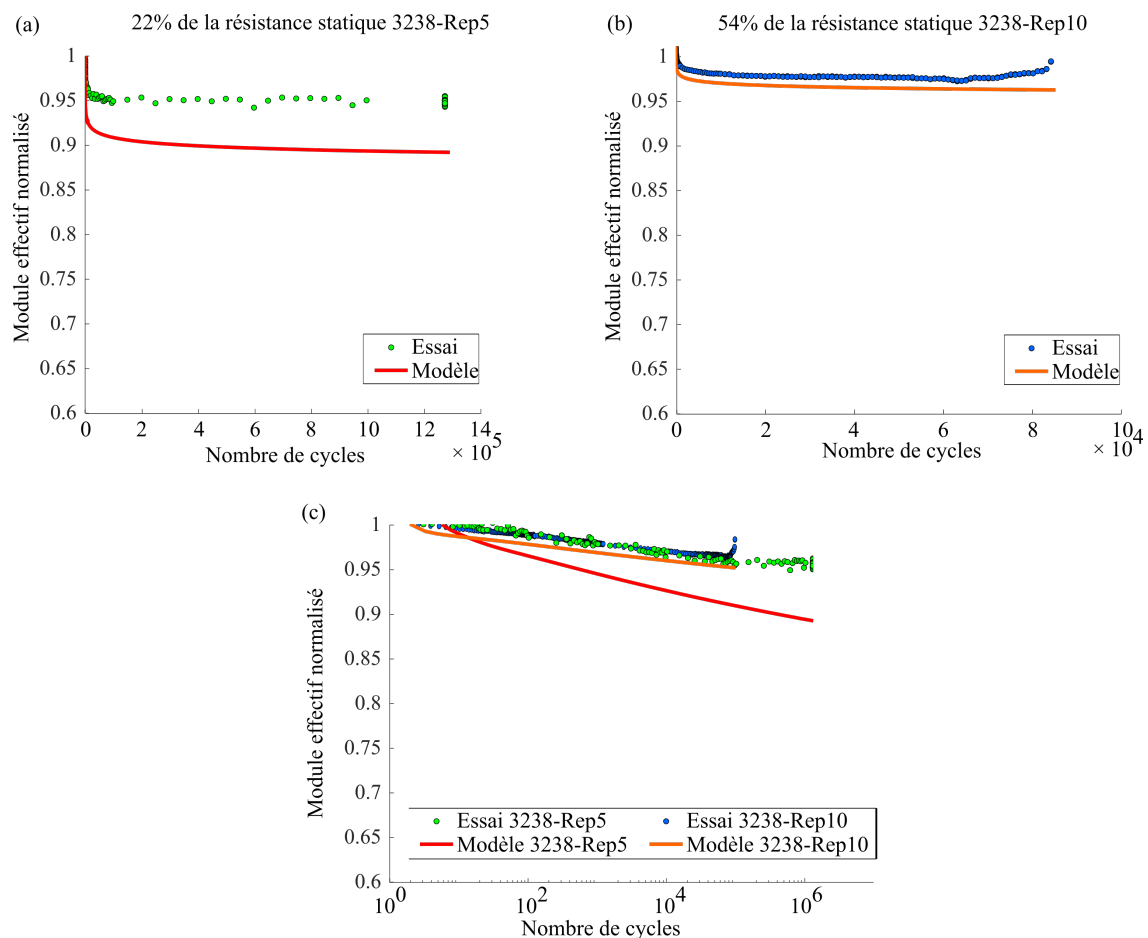 (a)
22% de la résistance statique 3238-Rep5
1
0.95
0.9
0.85
0.8
0.75
0.7
0.65
0.6
Module effectif normalisé
Essai
Modèle
0 2 4 6 8 10 12 14
Nombre de cycles
× 10^5
(b)
54% de la résistance statique 3238-Rep10
1
0.95
0.9
0.85
0.8
0.75
0.7
0.65
0.6
Module effectif normalisé
Essai
Modèle
0 2 4 6 8 10
Nombre de cycles
× 10^4
(c)
1
0.95
0.9
0.85
0.8
0.75
0.7
0.65
0.6
Module effectif normalisé
Essai 3238-Rep5 Essai 3238-Rep10
Modèle 3238-Rep5 Modèle 3238-Rep10
10^0 10^2 10^4 10^6
Nombre de cycles